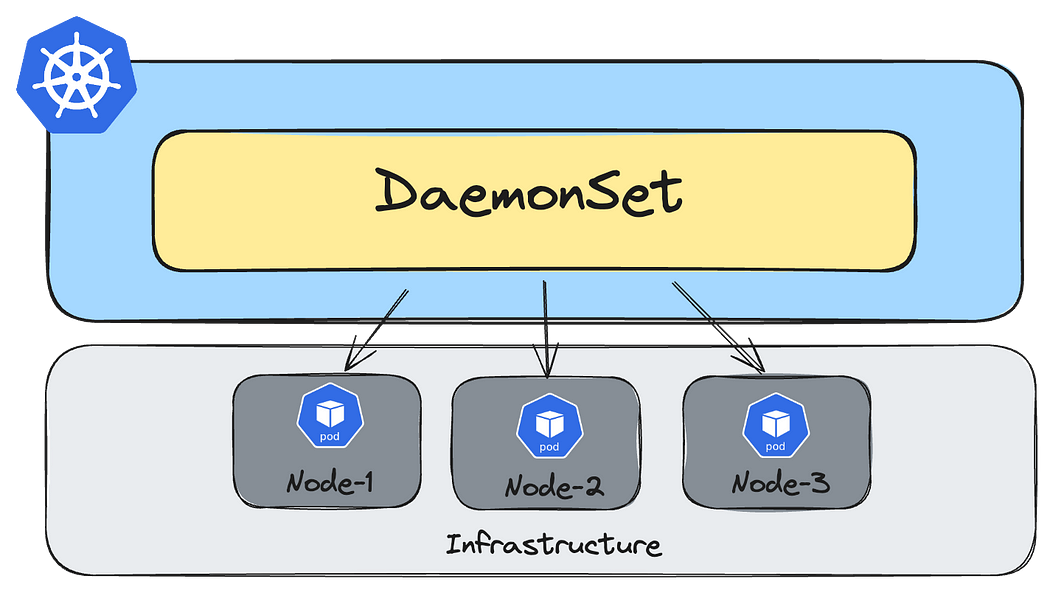 DaemonSet
pod
pod
pod
Node-1
Node-2
Node-3
Infrastructure